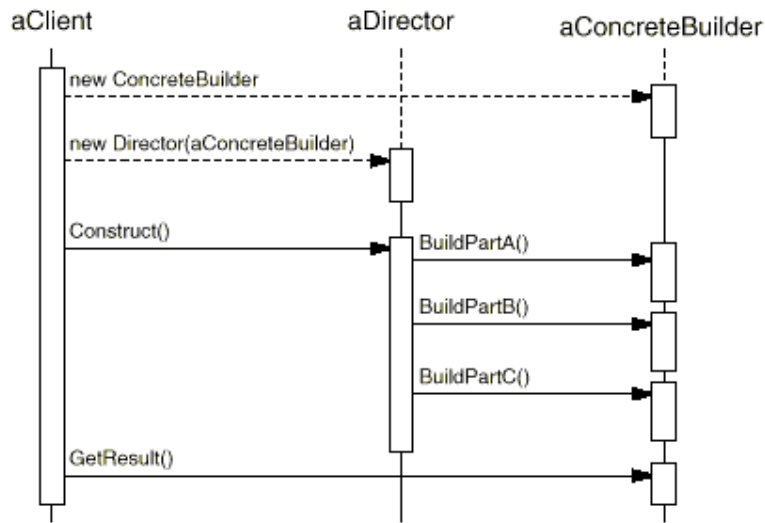 aClient
aDirector
aConcreteBuilder
new ConcreteBuilder
new Director(aConcreteBuilder)
Construct()
BuildPartA()
BuildPartB()
BuildPartC()
GetResult()